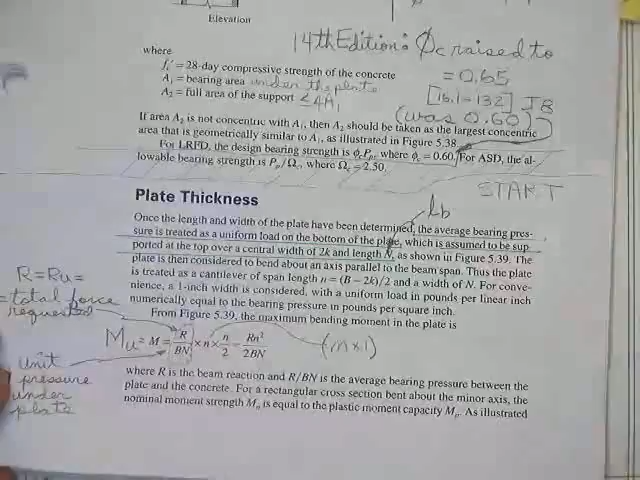 Elevation
14th Edition: ϕc raised to
where
f'c = 28-day compressive strength of the concrete
= 0.65
A1 = bearing area under the plate
[16.1-132] JB
A2 = full area of the support ≤ 4A1
(was 0.60)
If area A2 is not concentric with A1, then A2 should be taken as the largest concentric
area that is geometrically similar to A1, as illustrated in Figure 5.38.
For LRFD, the design bearing strength is ϕcPp, where ϕc = 0.60. For ASD, the al-
lowable bearing strength is Pp/Ωc, where Ωc = 2.50.
START
Plate Thickness
lb
Once the length and width of the plate have been determined, the average bearing pres-
sure is treated as a uniform load on the bottom of the plate, which is assumed to be sup-
ported at the top over a central width of 2k and length N, as shown in Figure 5.39. The
plate is then considered to bend about an axis parallel to the beam span. Thus the plate
is treated as a cantilever of span length n = (B − 2k)/2 and a width of N. For conve-
nience, a 1-inch width is considered, with a uniform load in pounds per linear inch
numerically equal to the bearing pressure in pounds per square inch.
From Figure 5.39, the maximum bending moment in the plate is
R = Ru =
= total force
requested
Mu = M = R/BN × n × n/2 = Rn²/2BN
(n×1)
unit
pressure
under
plate
where R is the beam reaction and R/BN is the average bearing pressure between the
plate and the concrete. For a rectangular cross section bent about the minor axis, the
nominal moment strength Mn is equal to the plastic moment capacity Mp. As illustrated